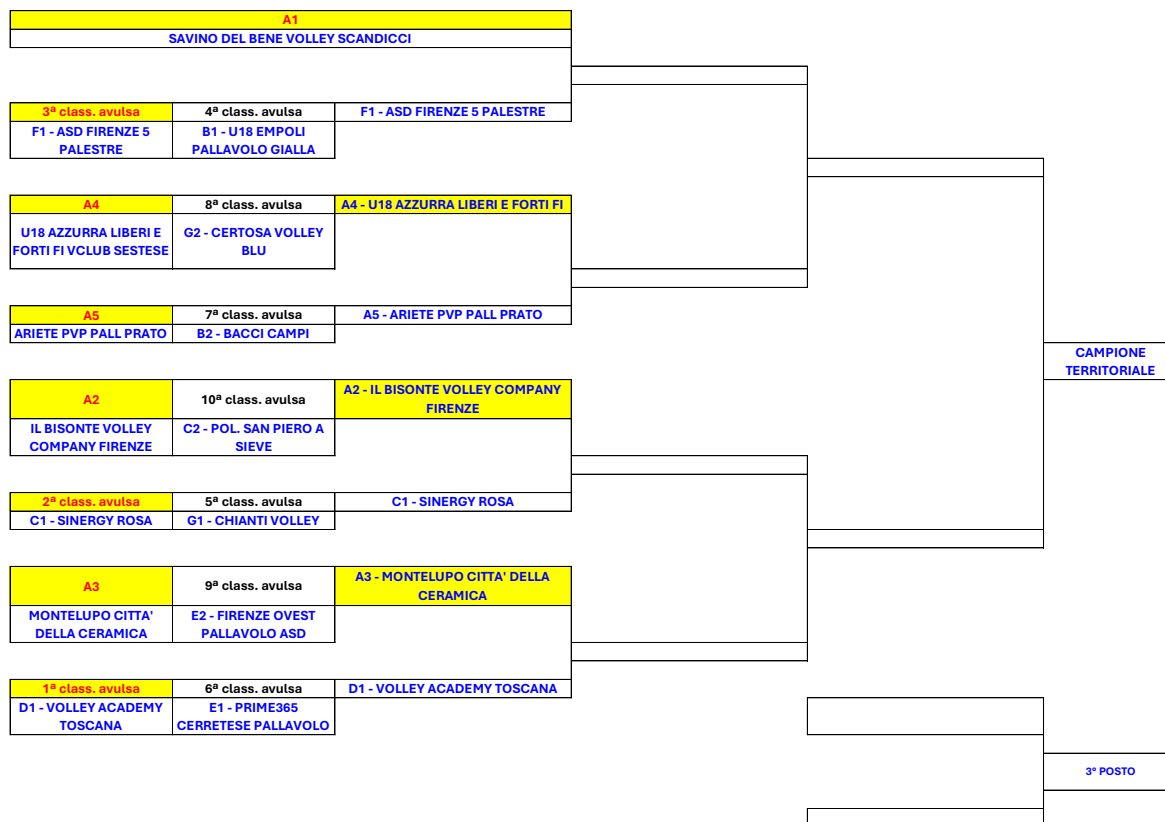 A1
SAVINO DEL BENE VOLLEY SCANDICCI
3ª class. avulsa
4ª class. avulsa
F1 - ASD FIRENZE 5 PALESTRE
F1 - ASD FIRENZE 5
PALESTRE
B1 - U18 EMPOLI
PALLAVOLO GIALLA
A4
8ª class. avulsa
A4 - U18 AZZURRA LIBERI E FORTI FI
U18 AZZURRA LIBERI E
FORTI FI VCLUB SESTESE
G2 - CERTOSA VOLLEY
BLU
A5
7ª class. avulsa
A5 - ARIETE PVP PALL PRATO
ARIETE PVP PALL PRATO
B2 - BACCI CAMPI
CAMPIONE
TERRITORIALE
A2
10ª class. avulsa
A2 - IL BISONTE VOLLEY COMPANY
FIRENZE
IL BISONTE VOLLEY
COMPANY FIRENZE
C2 - POL. SAN PIERO A
SIEVE
2ª class. avulsa
5ª class. avulsa
C1 - SINERGY ROSA
C1 - SINERGY ROSA
G1 - CHIANTI VOLLEY
A3
9ª class. avulsa
A3 - MONTELUPO CITTA' DELLA
CERAMICA
MONTELUPO CITTA'
DELLA CERAMICA
E2 - FIRENZE OVEST
PALLAVOLO ASD
1ª class. avulsa
6ª class. avulsa
D1 - VOLLEY ACADEMY TOSCANA
D1 - VOLLEY ACADEMY
TOSCANA
E1 - PRIME365
CERRETESE PALLAVOLO
3º POSTO